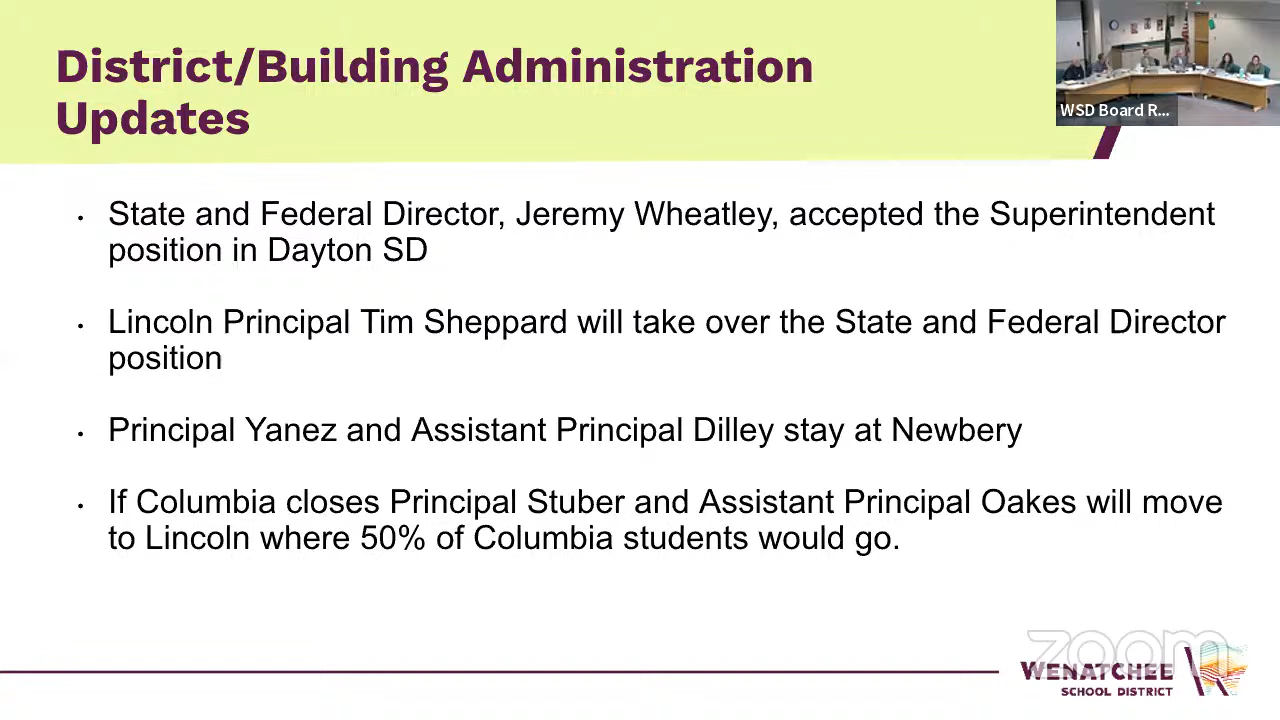 District/Building Administration
Updates
WSD Board R...
• State and Federal Director, Jeremy Wheatley, accepted the Superintendent
position in Dayton SD
• Lincoln Principal Tim Sheppard will take over the State and Federal Director
position
• Principal Yanez and Assistant Principal Dilley stay at Newbery
• If Columbia closes Principal Stuber and Assistant Principal Oakes will move
to Lincoln where 50% of Columbia students would go.
zoom
WENATCHEE
SCHOOL DISTRICT